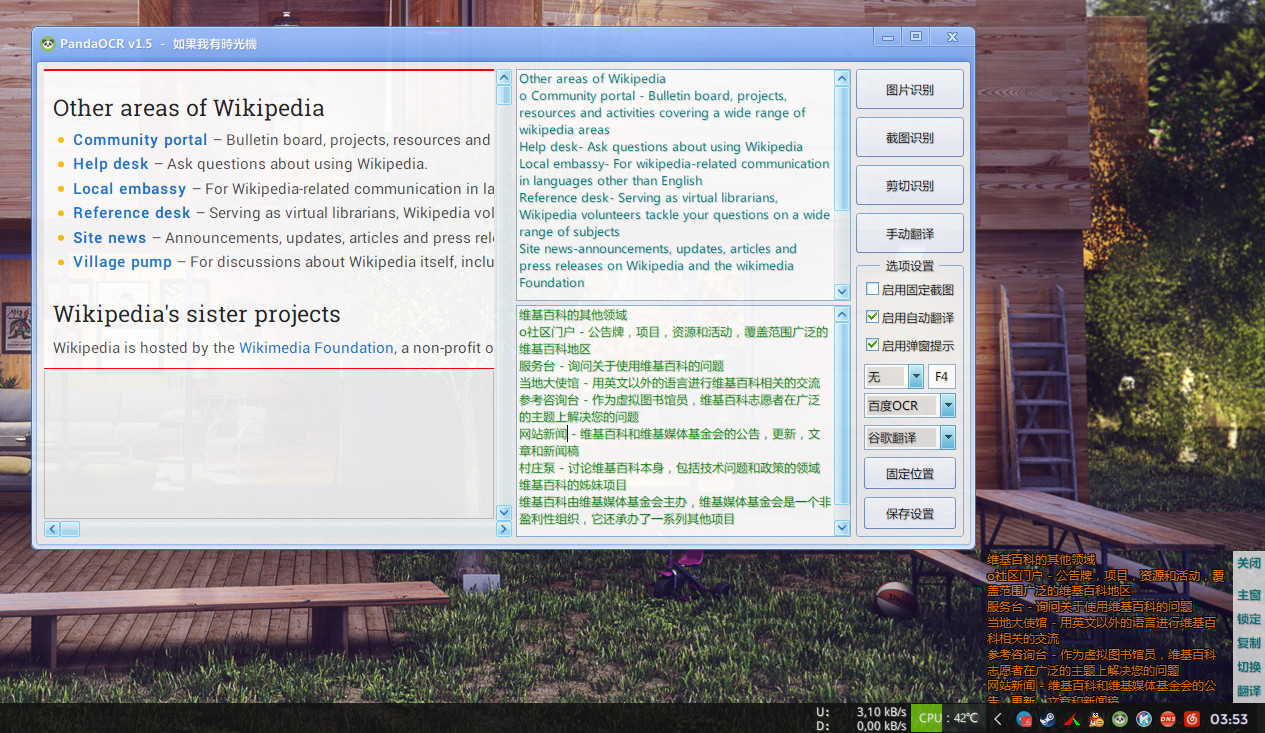 PandaOCR v1.5 - 如果我有時光機
Other areas of Wikipedia
Community portal – Bulletin board, projects, resources and
Help desk – Ask questions about using Wikipedia.
Local embassy – For Wikipedia-related communication in la
Reference desk – Serving as virtual librarians, Wikipedia vol
Site news – Announcements, updates, articles and press rel
Village pump – For discussions about Wikipedia itself, inclu
Wikipedia's sister projects
Wikipedia is hosted by the Wikimedia Foundation, a non-profit o
Other areas of Wikipedia
o Community portal - Bulletin board, projects,
resources and activities covering a wide range of
wikipedia areas
Help desk- Ask questions about using Wikipedia
Local embassy- For wikipedia-related communication
in languages other than English
Reference desk- Serving as virtual librarians,
Wikipedia volunteers tackle your questions on a wide
range of subjects
Site news-announcements, updates, articles and
press releases on Wikipedia and the wikimedia
Foundation
维基百科的其他领域
o社区门户 - 公告牌，项目，资源和活动，覆盖范围广泛的
维基百科地区
服务台 - 询问关于使用维基百科的问题
当地大使馆 - 用英文以外的语言进行维基百科相关的交流
参考咨询台 - 作为虚拟图书馆员，维基百科志愿者在广泛
的主题上解决您的问题
网站新闻 - 维基百科和维基媒体基金会的公告，更新，文
章和新闻稿
村庄泵 - 讨论维基百科本身，包括技术问题和政策的领域
维基百科的姊妹项目
维基百科由维基媒体基金会主办，维基媒体基金会是一个非
盈利性组织，它还承办了一系列其他项目
图片识别
截图识别
剪切识别
手动翻译
选项设置
启用固定截图
启用自动翻译
启用弹窗提示
无 F4
百度OCR
谷歌翻译
固定位置
保存设置
维基百科的其他领域
o社区门户 - 公告牌，项目，资源和活动，覆
盖范围广泛的维基百科地区
服务台 - 询问关于使用维基百科的问题
当地大使馆 - 用英文以外的语言进行维基百
科相关的交流
参考咨询台 - 作为虚拟图书馆员，维基百科
志愿者在广泛的主题上解决您的问题
网站新闻 - 维基百科和维基媒体基金会的公
告，更新，文章和新闻稿
关闭
主窗
锁定
复制
切换
翻译
U: 3,10 kB/s
D: 0,00 kB/s
CPU : 42℃
DNS
03:53